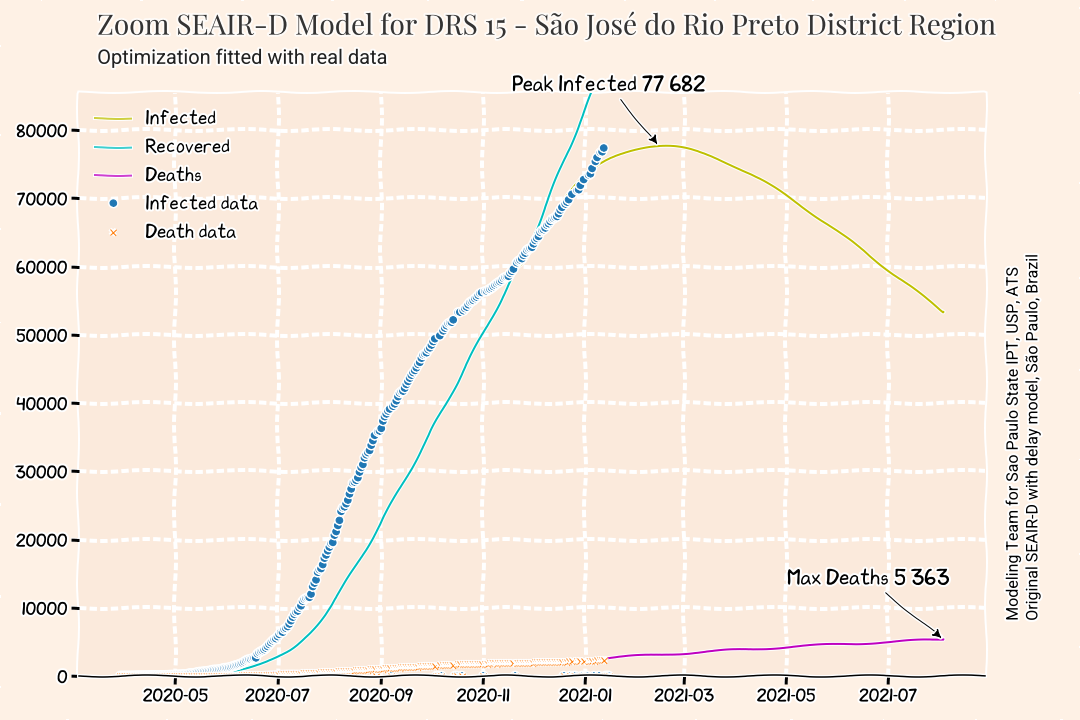 Zoom SEAIR-D Model for DRS 15 - São José do Rio Preto District Region
Optimization fitted with real data
Peak Infected 77 682
Infected
Recovered
Deaths
Infected data
Death data
80000
70000
60000
50000
40000
30000
20000
10000
0
Max Deaths 5 363
2020-05
2020-07
2020-09
2020-11
2021-01
2021-03
2021-05
2021-07
Modeling Team for Sao Paulo State IPT, USP, ATS
Original SEAIR-D with delay model, São Paulo, Brazil